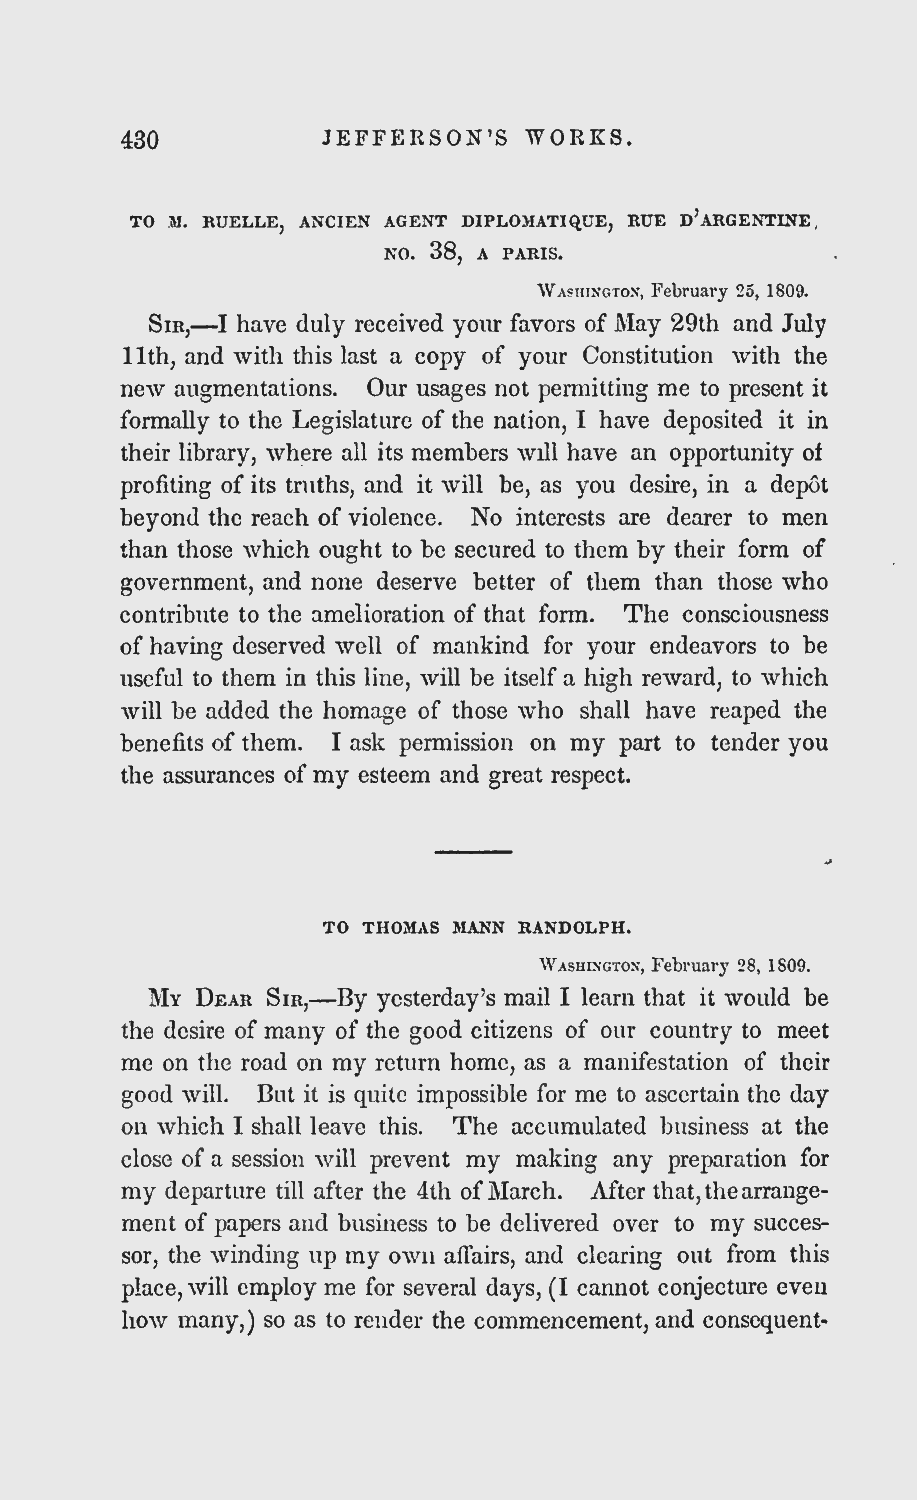 430 JEFFERSON'S WORKS.
TO M. RUELLE, ANCIEN AGENT DIPLOMATIQUE, RUE D'ARGENTINE,
NO. 38, A PARIS.
WASHINGTON, February 25, 1809.
SIR,—I have duly received your favors of May 29th and July
11th, and with this last a copy of your Constitution with the
new augmentations. Our usages not permitting me to present it
formally to the Legislature of the nation, I have deposited it in
their library, where all its members will have an opportunity of
profiting of its truths, and it will be, as you desire, in a depôt
beyond the reach of violence. No interests are dearer to men
than those which ought to be secured to them by their form of
government, and none deserve better of them than those who
contribute to the amelioration of that form. The consciousness
of having deserved well of mankind for your endeavors to be
useful to them in this line, will be itself a high reward, to which
will be added the homage of those who shall have reaped the
benefits of them. I ask permission on my part to tender you
the assurances of my esteem and great respect.
TO THOMAS MANN RANDOLPH.
WASHINGTON, February 28, 1809.
MY DEAR SIR,—By yesterday's mail I learn that it would be
the desire of many of the good citizens of our country to meet
me on the road on my return home, as a manifestation of their
good will. But it is quite impossible for me to ascertain the day
on which I shall leave this. The accumulated business at the
close of a session will prevent my making any preparation for
my departure till after the 4th of March. After that, the arrange-
ment of papers and business to be delivered over to my succes-
sor, the winding up my own affairs, and clearing out from this
place, will employ me for several days, (I cannot conjecture even
how many,) so as to render the commencement, and consequent-